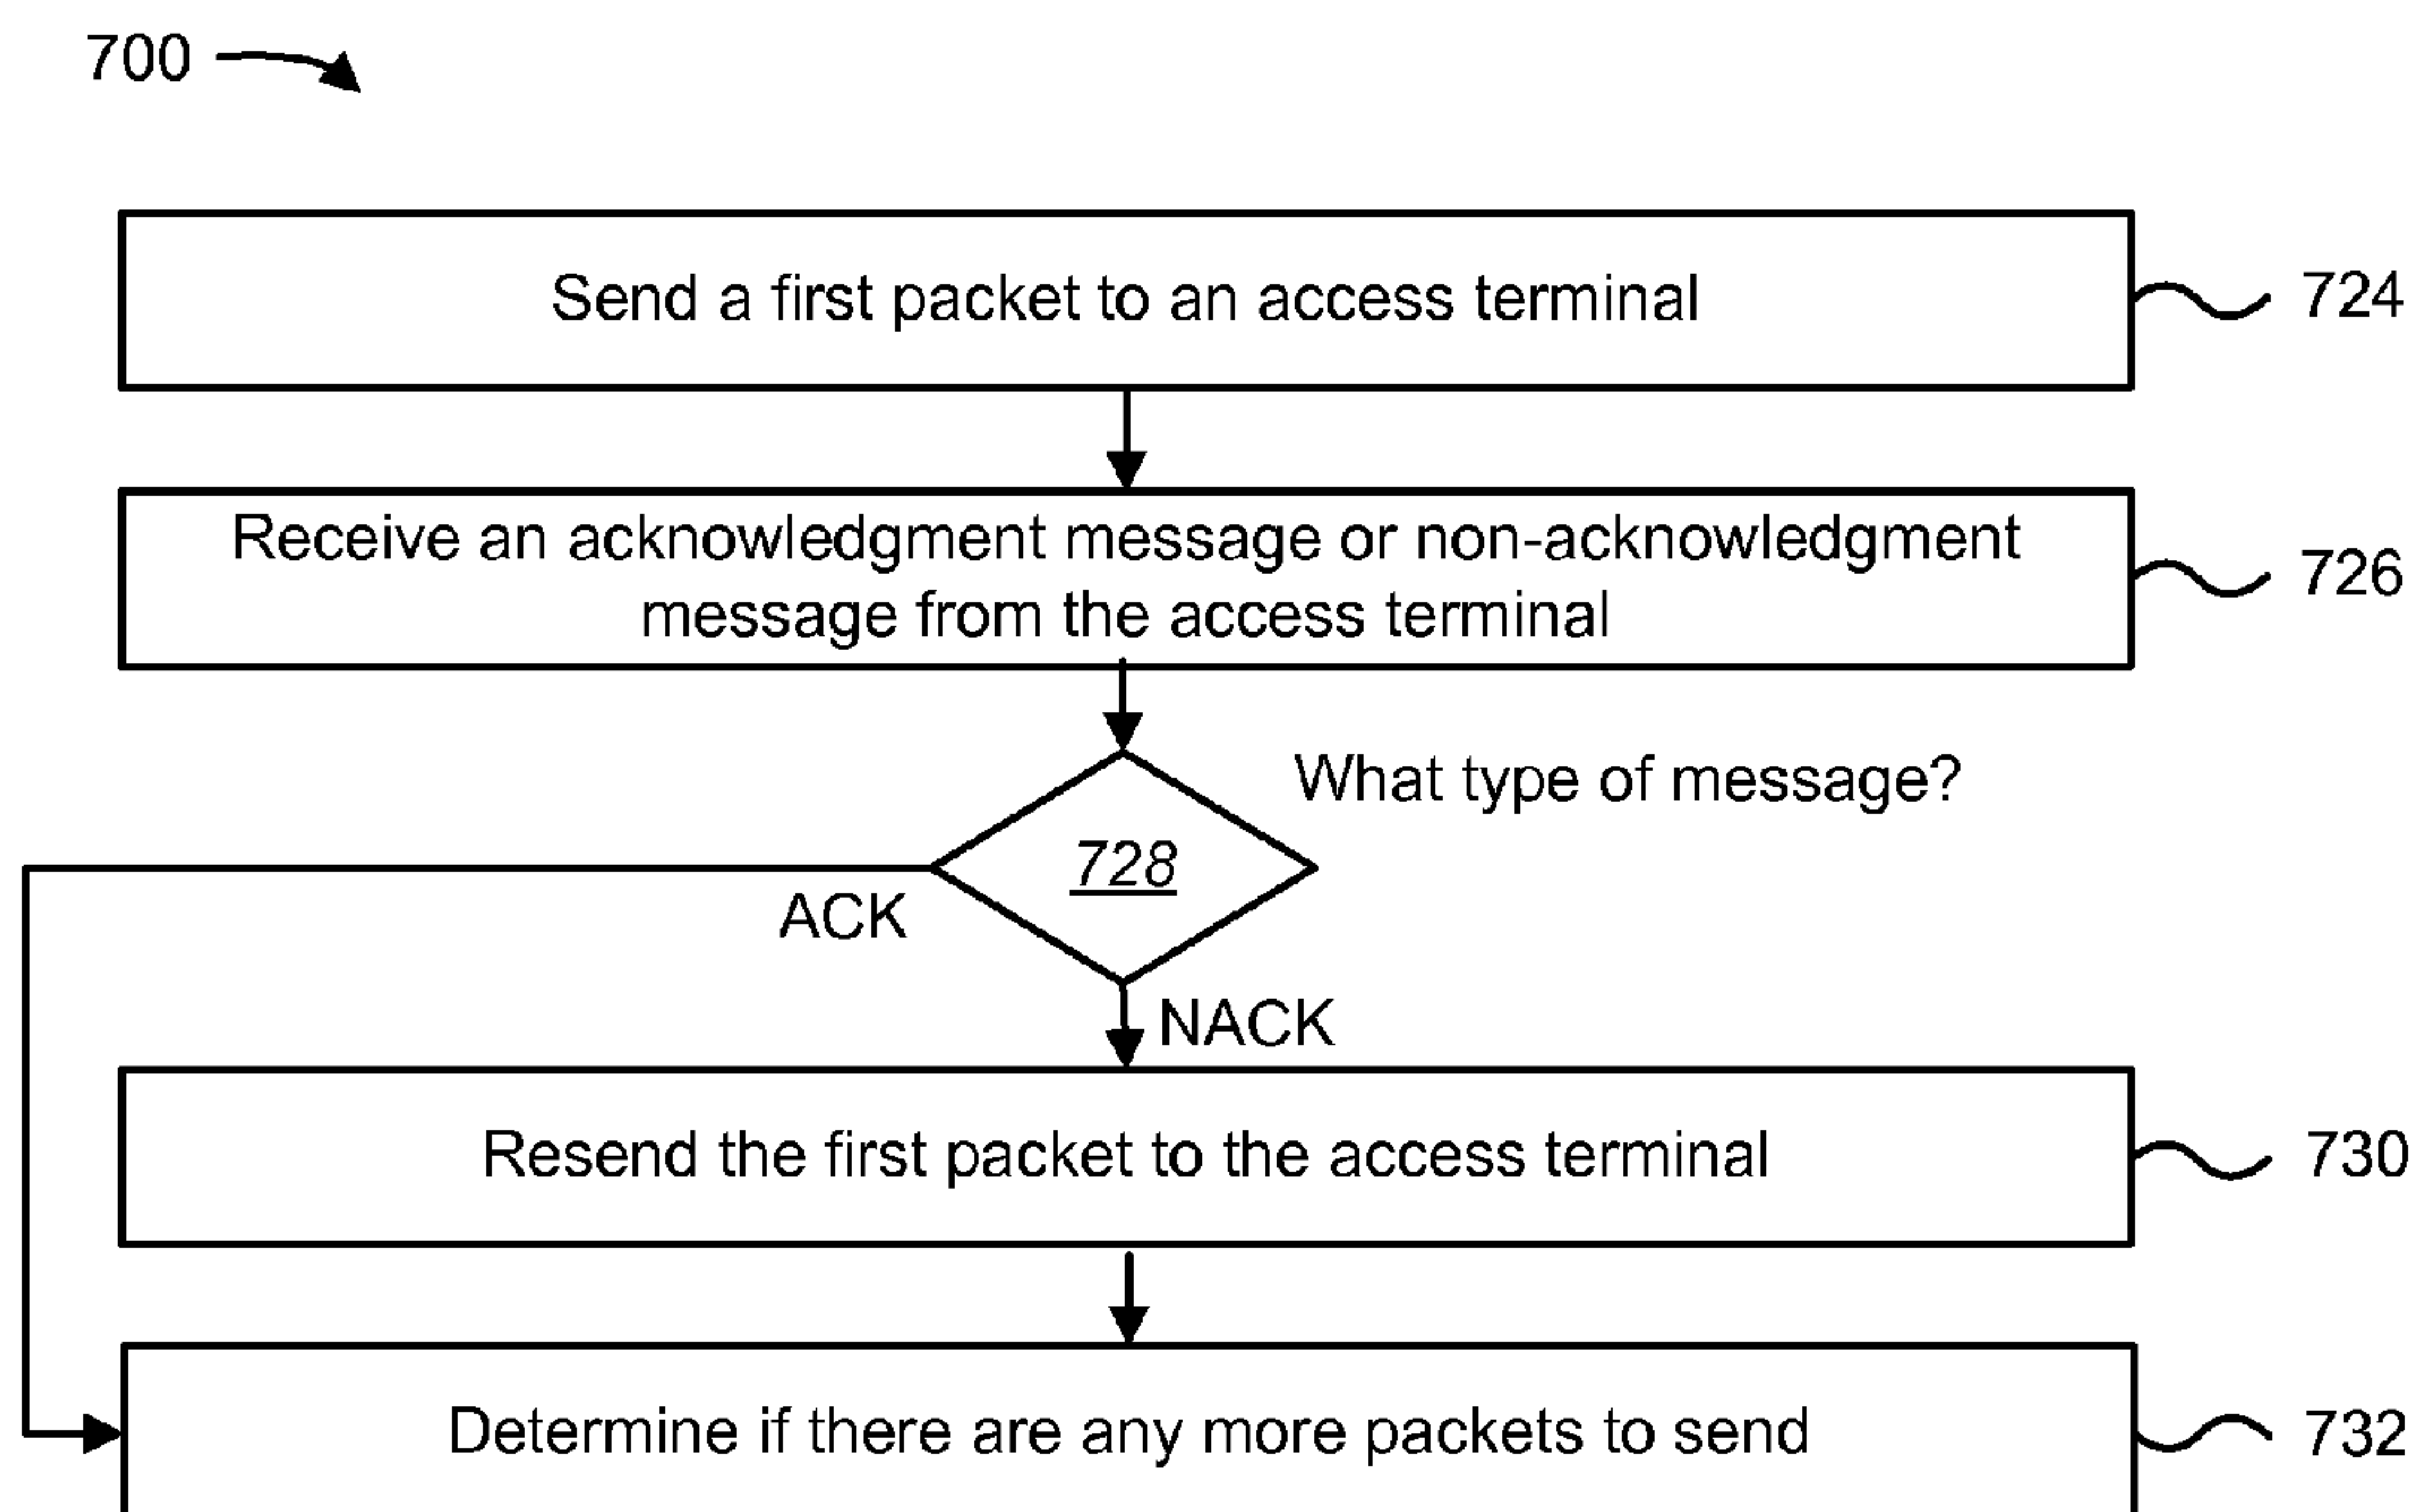 700
Send a first packet to an access terminal
724
Receive an acknowledgment message or non-acknowledgment
message from the access terminal
726
What type of message?
728
ACK
NACK
Resend the first packet to the access terminal
730
Determine if there are any more packets to send
732